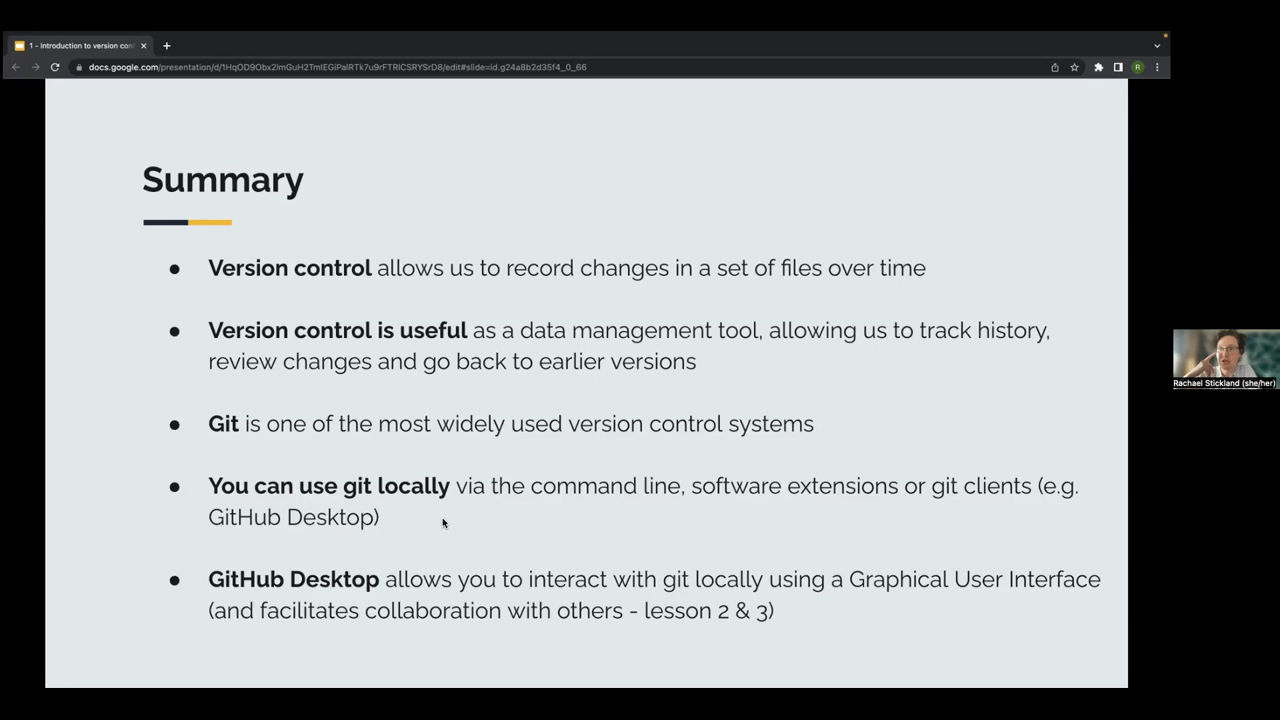 1 - Introduction to version con
docs.google.com/presentation/d/1HqOD9Obx2lmGuH2TmIEGiPalRTk7u9rFTRlCSRYSrD8/edit#slide=id.g24a8b2d35f4_0_66
R
Summary
● Version control allows us to record changes in a set of files over time
● Version control is useful as a data management tool, allowing us to track history,
review changes and go back to earlier versions
● Git is one of the most widely used version control systems
● You can use git locally via the command line, software extensions or git clients (e.g.
GitHub Desktop)
● GitHub Desktop allows you to interact with git locally using a Graphical User Interface
(and facilitates collaboration with others - lesson 2 & 3)
Rachael Stickland (she/her)